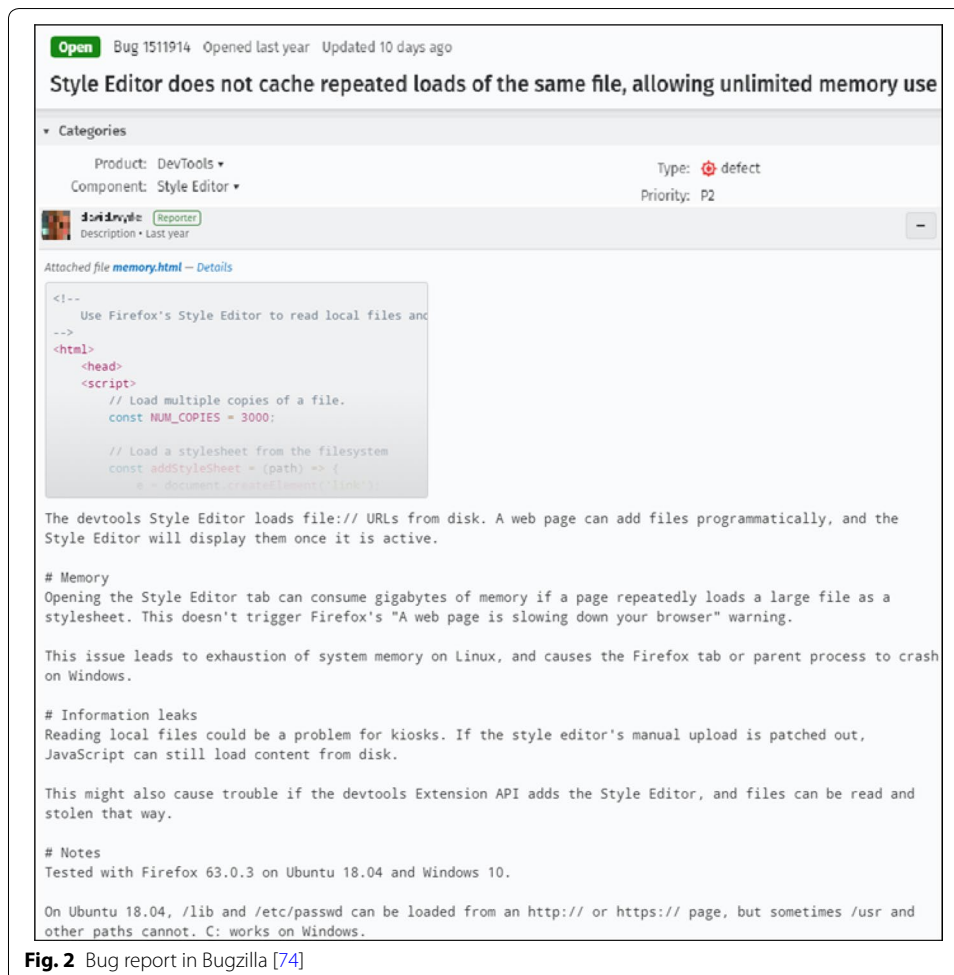 Open Bug 1511914 Opened last year Updated 10 days ago
Style Editor does not cache repeated loads of the same file, allowing unlimited memory use
▾ Categories
Product: DevTools ▾
Component: Style Editor ▾
Type: defect
Priority: P2
Reporter
Description • Last year
−
Attached file memory.html — Details
<!--
Use Firefox's Style Editor to read local files and
-->
<html>
<head>
<script>
// Load multiple copies of a file.
const NUM_COPIES = 3000;
// Load a stylesheet from the filesystem
const addStyleSheet = (path) => {
e = document.createElement("link");
The devtools Style Editor loads file:// URLs from disk. A web page can add files programmatically, and the
Style Editor will display them once it is active.
# Memory
Opening the Style Editor tab can consume gigabytes of memory if a page repeatedly loads a large file as a
stylesheet. This doesn't trigger Firefox's "A web page is slowing down your browser" warning.
This issue leads to exhaustion of system memory on Linux, and causes the Firefox tab or parent process to crash
on Windows.
# Information leaks
Reading local files could be a problem for kiosks. If the style editor's manual upload is patched out,
JavaScript can still load content from disk.
This might also cause trouble if the devtools Extension API adds the Style Editor, and files can be read and
stolen that way.
# Notes
Tested with Firefox 63.0.3 on Ubuntu 18.04 and Windows 10.
On Ubuntu 18.04, /lib and /etc/passwd can be loaded from an http:// or https:// page, but sometimes /usr and
other paths cannot. C: works on Windows.
Fig. 2 Bug report in Bugzilla [74]